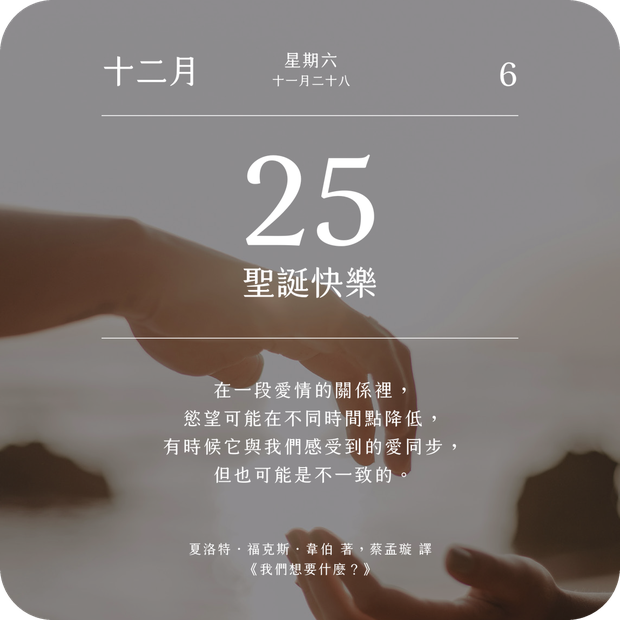 十二月
星期六
十一月二十八
6
25
聖誕快樂
在一段愛情的關係裡，
慾望可能在不同時間點降低，
有時候它與我們感受到的愛同步，
但也可能是不一致的。
夏洛特．福克斯．韋伯 著，蔡孟璇 譯
《我們想要什麼？》